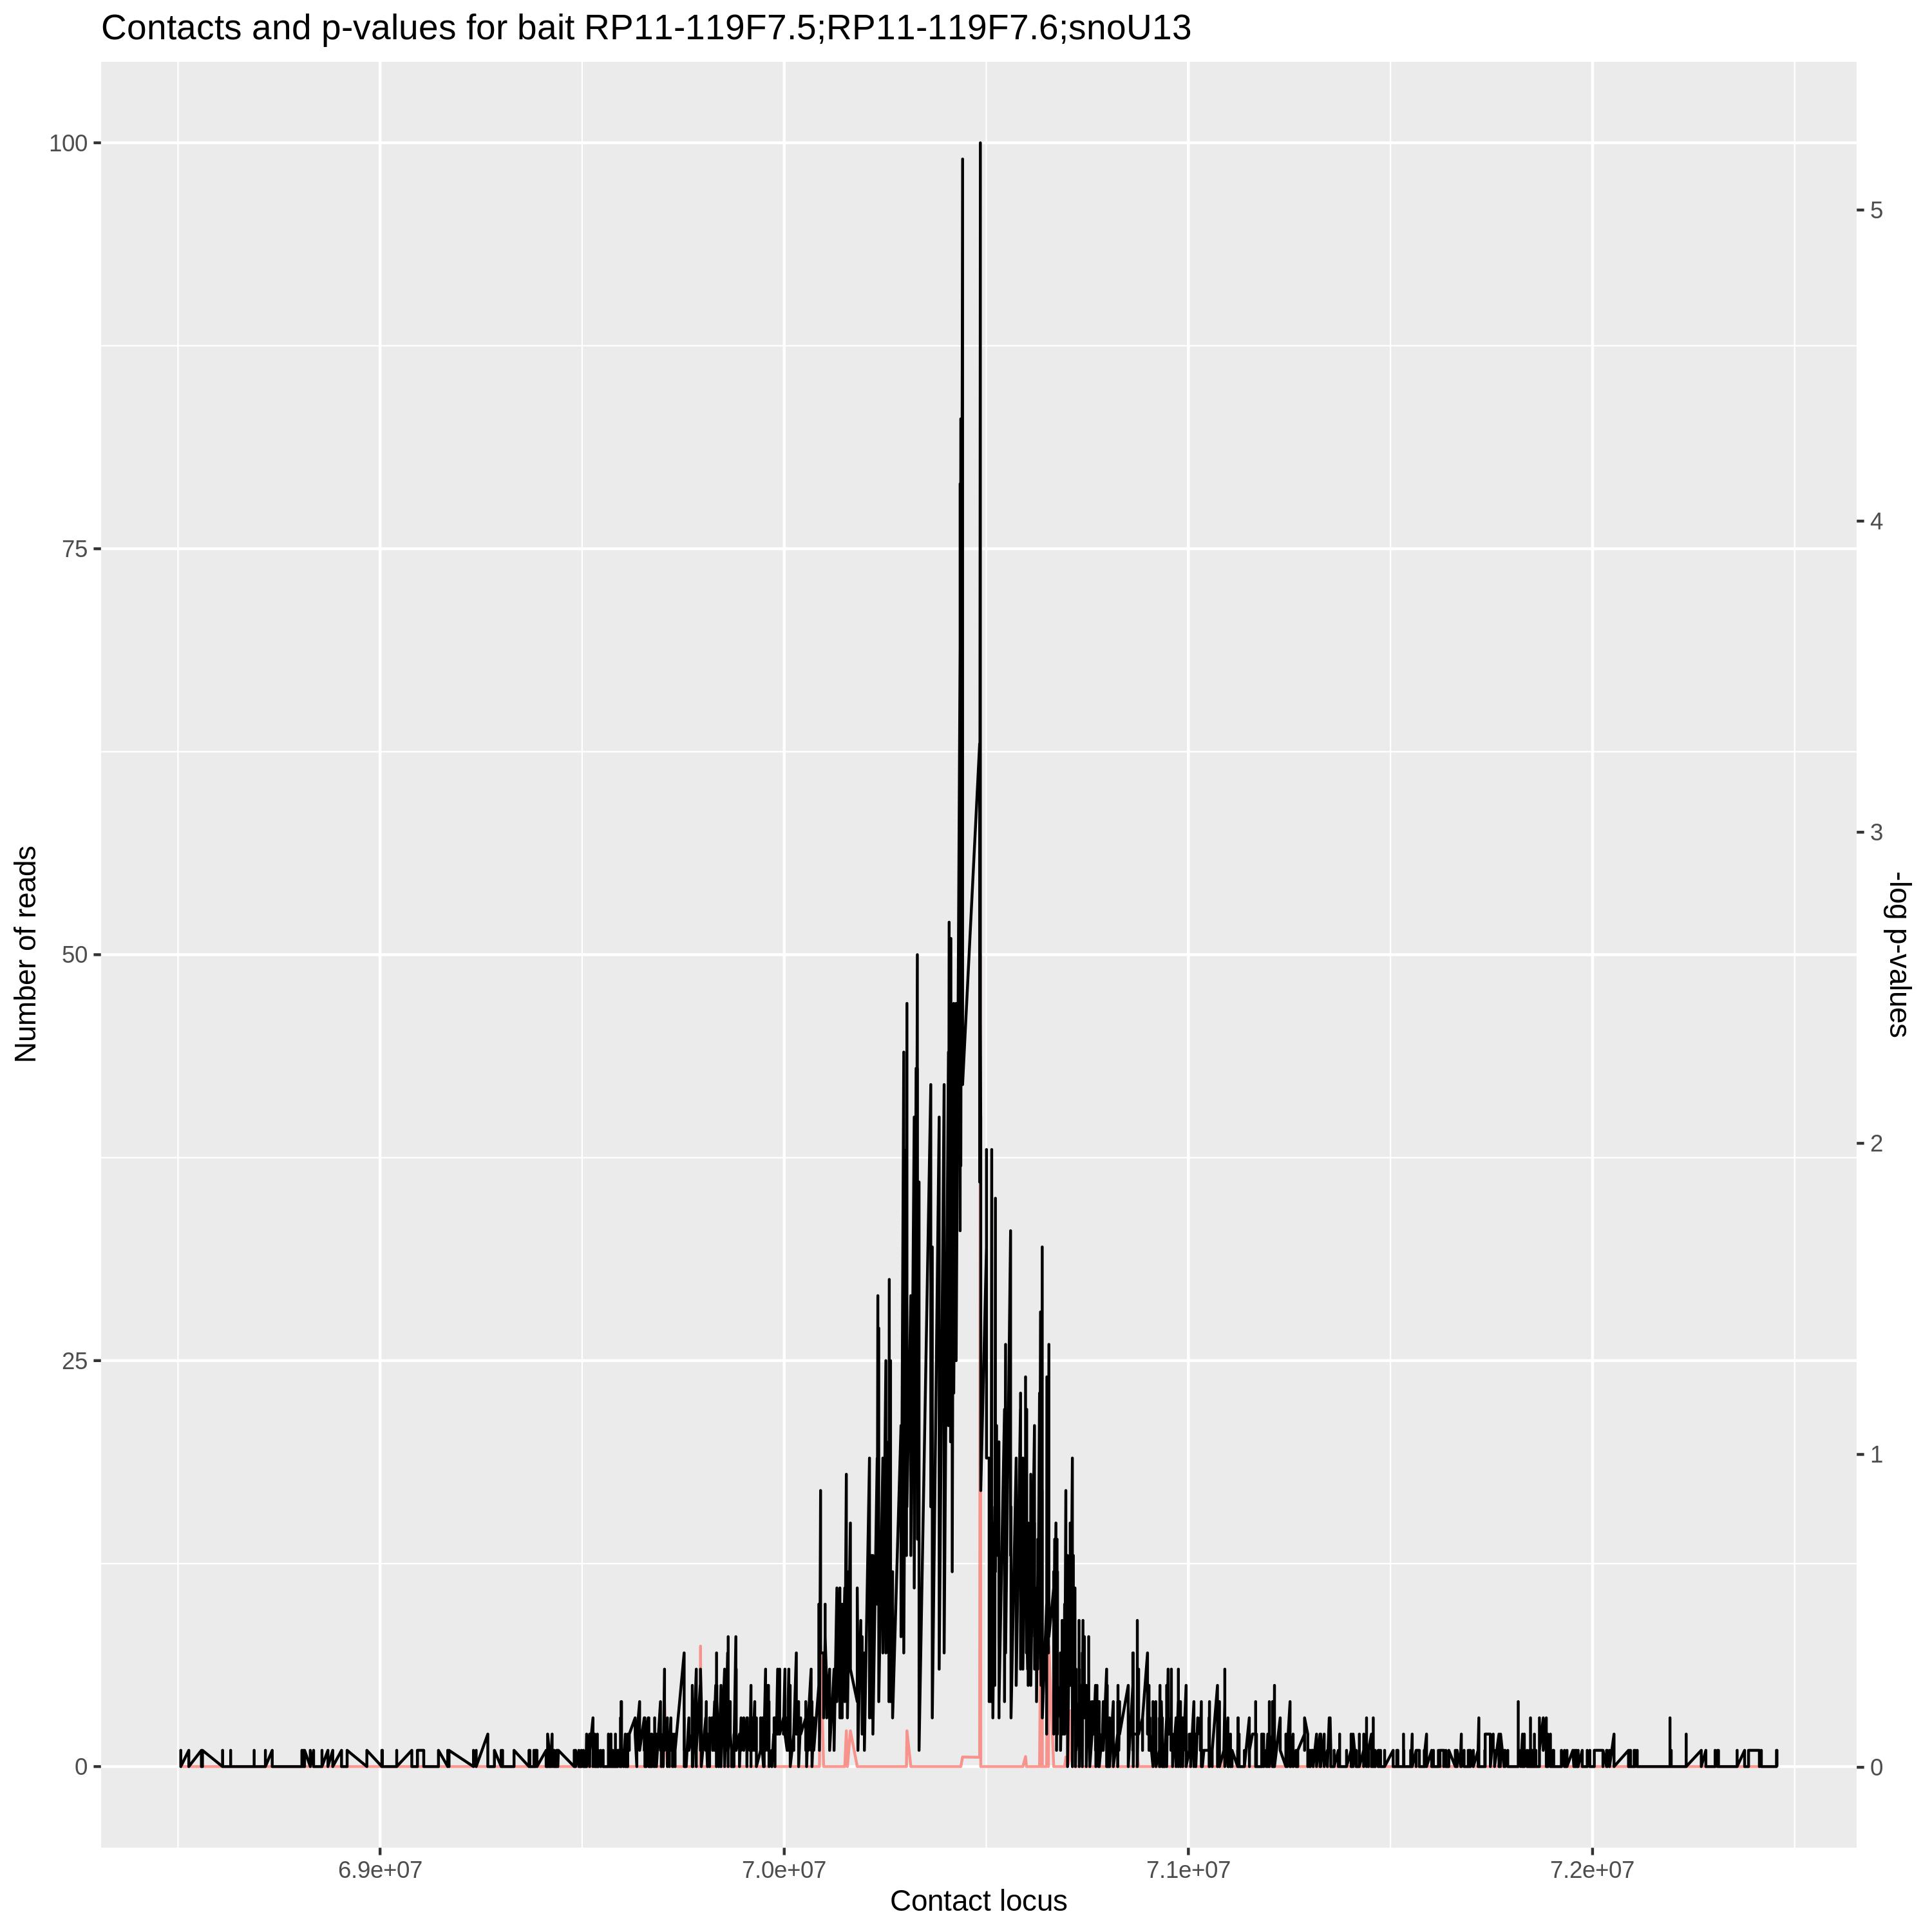 Contacts and p-values for bait RP11-119F7.5;RP11-119F7.6;snoU13
100
75
50
25
0
Number of reads
5
4
3
2
1
0
-log p-values
6.9e+07
7.0e+07
7.1e+07
7.2e+07
Contact locus